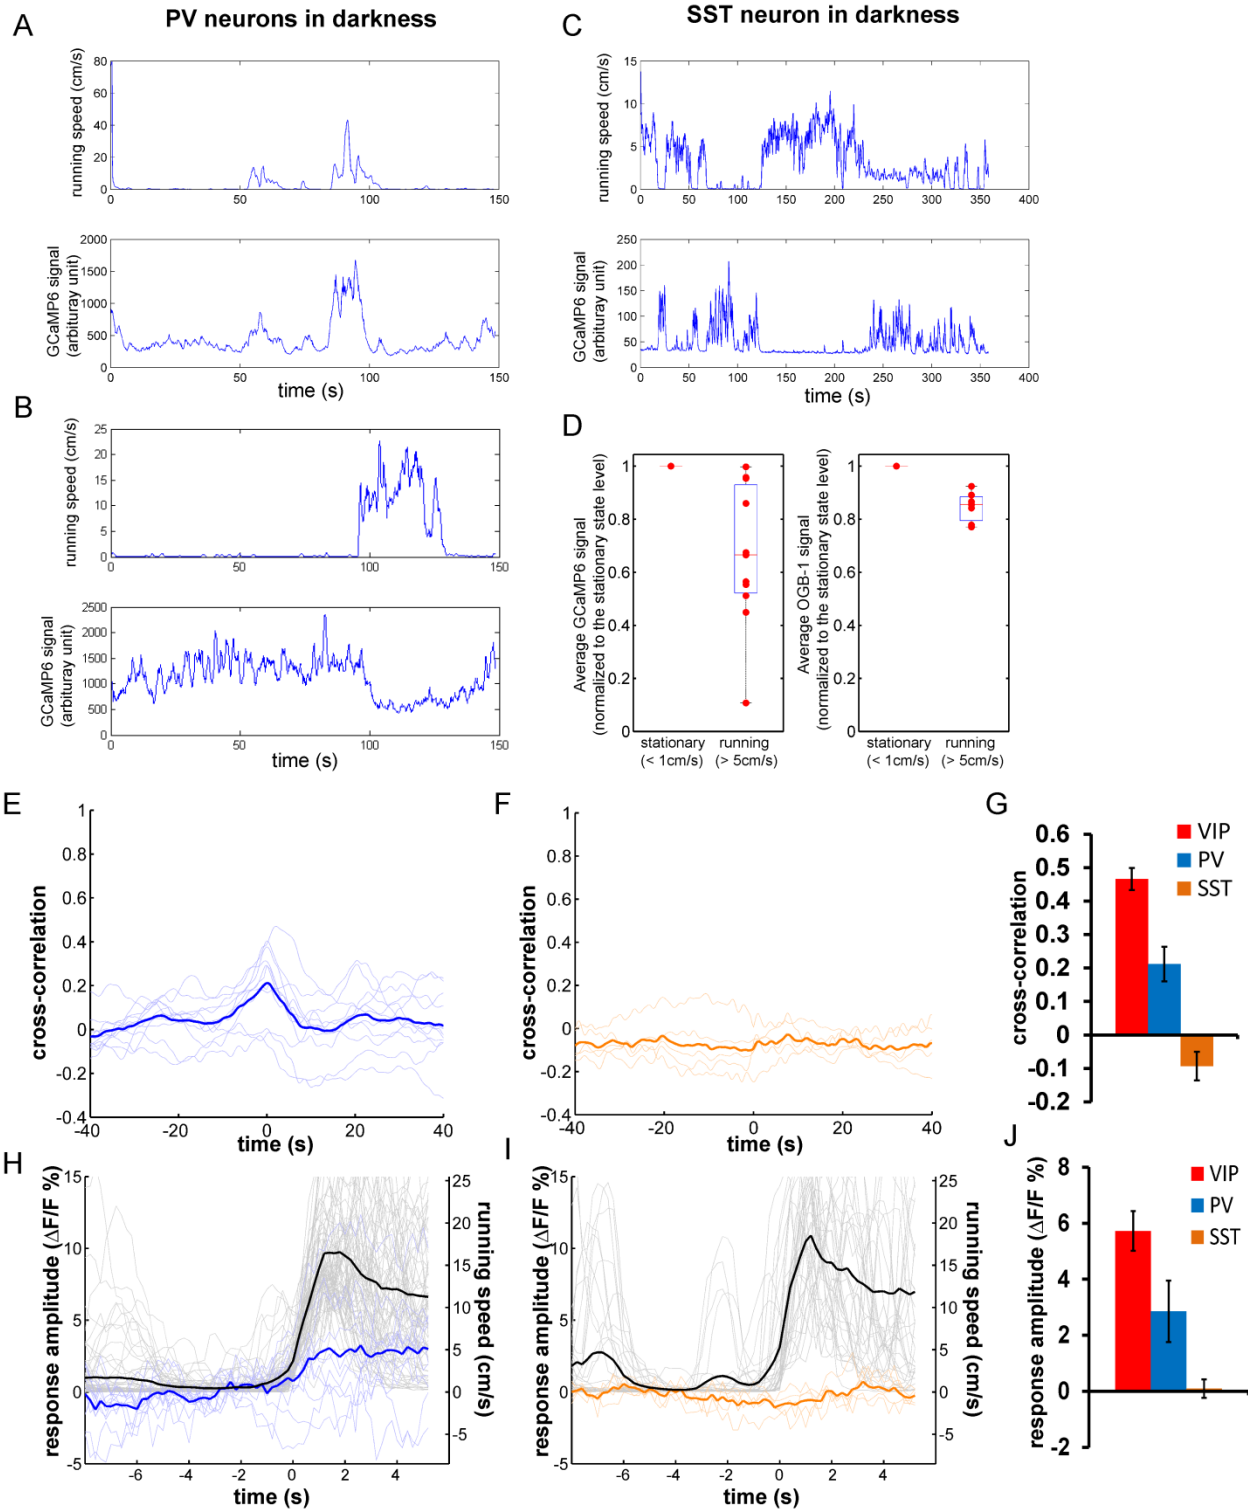 PV neurons in darkness
SST neuron in darkness
A
running speed (cm/s)
80
60
40
20
0
0
50
100
150
GCaMP6 signal
(arbituray unit)
2000
1500
1000
500
0
0
50
100
150
time (s)
C
running speed (cm/s)
15
10
5
0
0
50
100
150
200
250
300
350
400
GCaMP6 signal
(arbituray unit)
250
200
150
100
50
0
0
50
100
150
200
250
300
350
400
time (s)
B
running speed (cm/s)
25
20
15
10
5
0
0
50
100
150
GCaMP6 signal
(arbituray unit)
2500
2000
1500
1000
500
0
0
50
100
150
time (s)
D
Average GCaMP6 signal
(normalized to the stationary state level)
1
0.8
0.6
0.4
0.2
0
stationary
(< 1cm/s)
running
(> 5cm/s)
Average OGB-1 signal
(normalized to the stationary state level)
1
0.8
0.6
0.4
0.2
0
stationary
(< 1cm/s)
running
(> 5cm/s)
E
cross-correlation
1
0.8
0.6
0.4
0.2
0
-0.2
-0.4
-40
-20
0
20
40
time (s)
F
cross-correlation
1
0.8
0.6
0.4
0.2
0
-0.2
-0.4
-40
-20
0
20
40
time (s)
G
cross-correlation
0.6
0.5
0.4
0.3
0.2
0.1
0
-0.1
-0.2
VIP
PV
SST
H
response amplitude (ΔF/F %)
15
10
5
0
-5
-6
-4
-2
0
2
4
time (s)
25
20
15
10
5
0
-5
running speed (cm/s)
I
response amplitude (ΔF/F %)
15
10
5
0
-5
-6
-4
-2
0
2
4
time (s)
25
20
15
10
5
0
-5
running speed (cm/s)
J
response amplitude (ΔF/F %)
8
6
4
2
0
-2
VIP
PV
SST